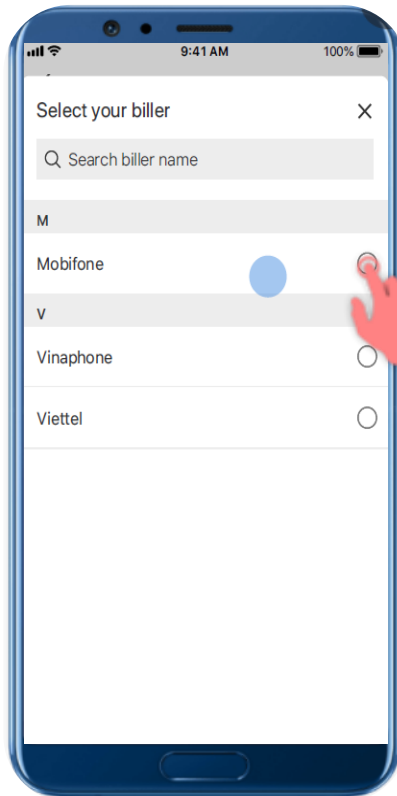 9:41 AM 100%
Select your biller
Search biller name
M
Mobifone
V
Vinaphone
Viettel